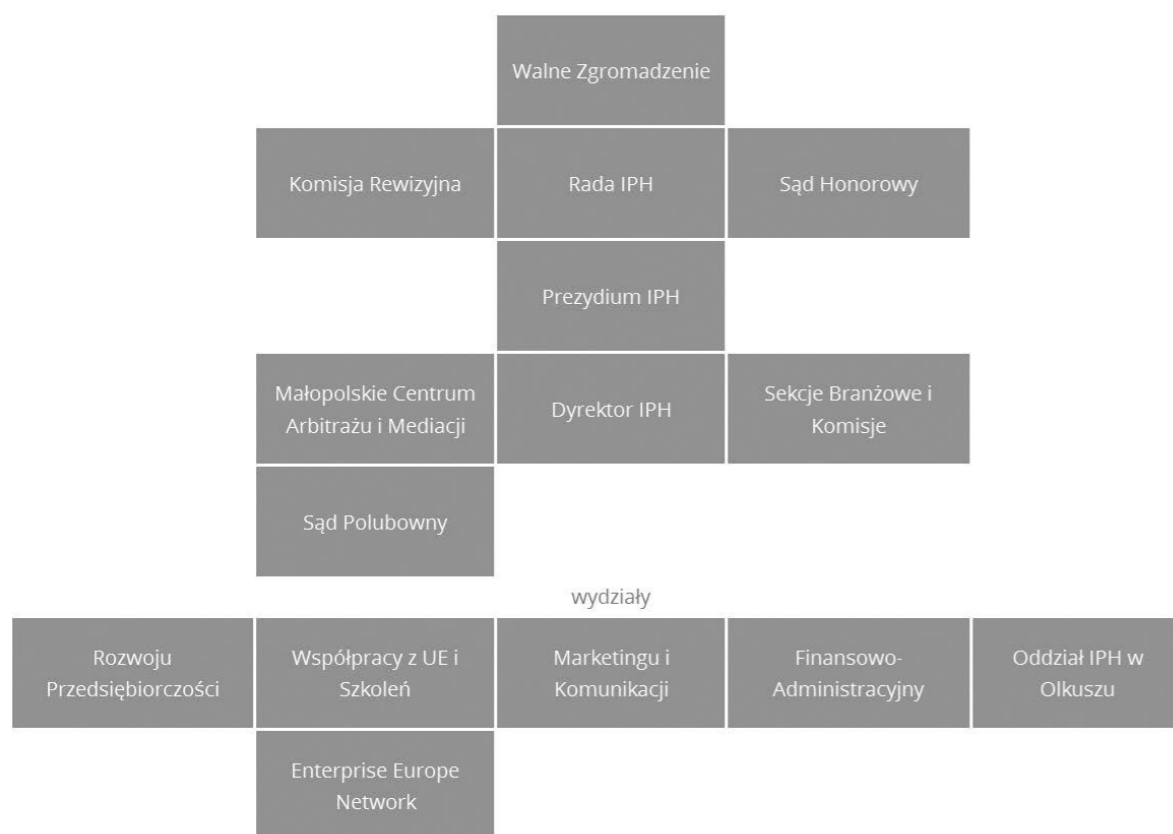 Walne Zgromadzenie
Komisja Rewizyjna
Rada IPH
Sąd Honorowy
Prezydium IPH
Małopolskie Centrum
Arbitrażu i Mediacji
Dyrektor IPH
Sekcje Branżowe i
Komisje
Sąd Polubowny
wydziały
Rozwoju
Przedsiębiorczości
Współpracy z UE i
Szkoleń
Marketingu i
Komunikacji
Finansowo-
Administracyjny
Oddział IPH w
Olkuszu
Enterprise Europe
Network